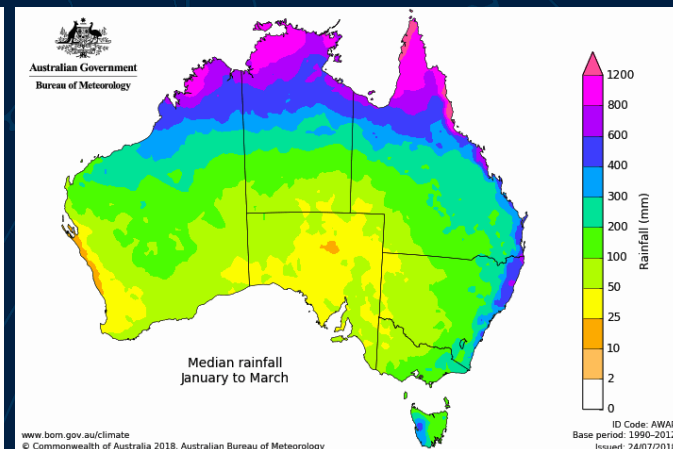 Australian Government
Bureau of Meteorology
1200
800
600
400
300
200
100
50
25
10
2
0
Rainfall (mm)
Median rainfall
January to March
www.bom.gov.au/climate
© Commonwealth of Australia 2018, Australian Bureau of Meteorology
ID Code: AWAP
Base period: 1990-2012
Issued: 24/07/2018